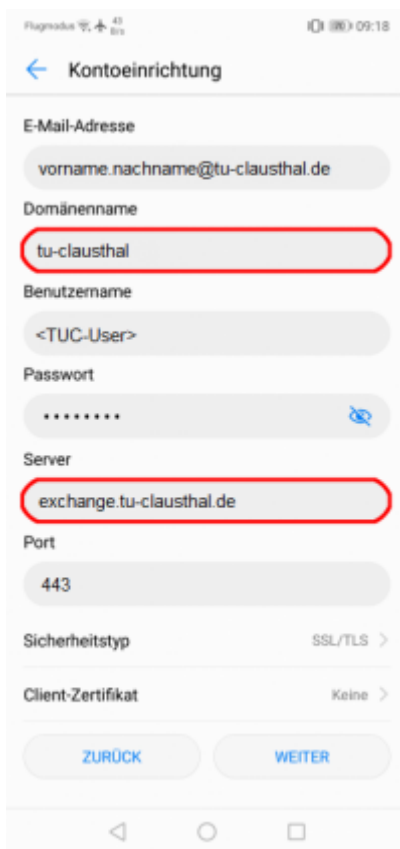 Flugmodus 43 B/s 09:18
Kontoeinrichtung
E-Mail-Adresse
vorname.nachname@tu-clausthal.de
Domänenname
tu-clausthal
Benutzername
<TUC-User>
Passwort
••••••••
Server
exchange.tu-clausthal.de
Port
443
Sicherheitstyp SSL/TLS
Client-Zertifikat Keine
ZURÜCK WEITER